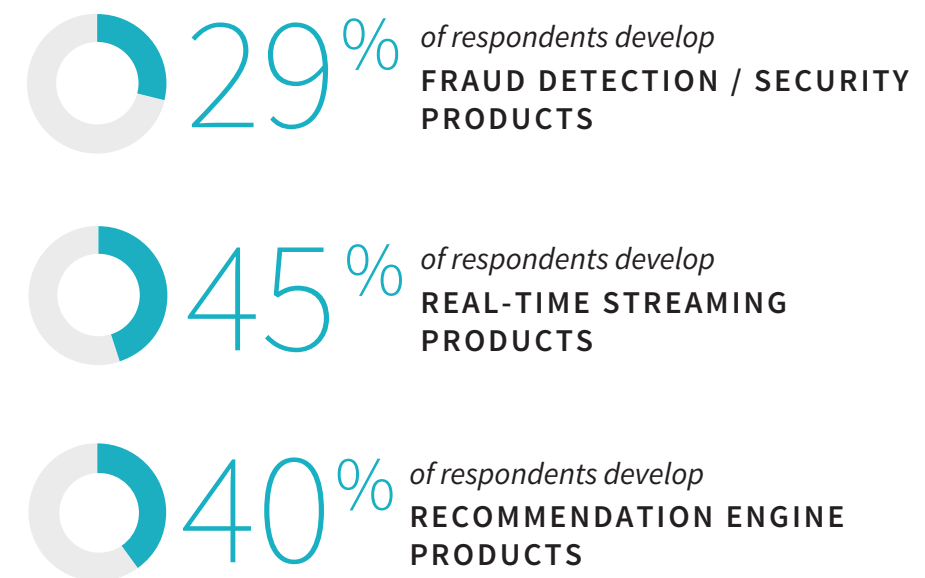 29%
of respondents develop
FRAUD DETECTION / SECURITY
PRODUCTS
45%
of respondents develop
REAL-TIME STREAMING
PRODUCTS
40%
of respondents develop
RECOMMENDATION ENGINE
PRODUCTS